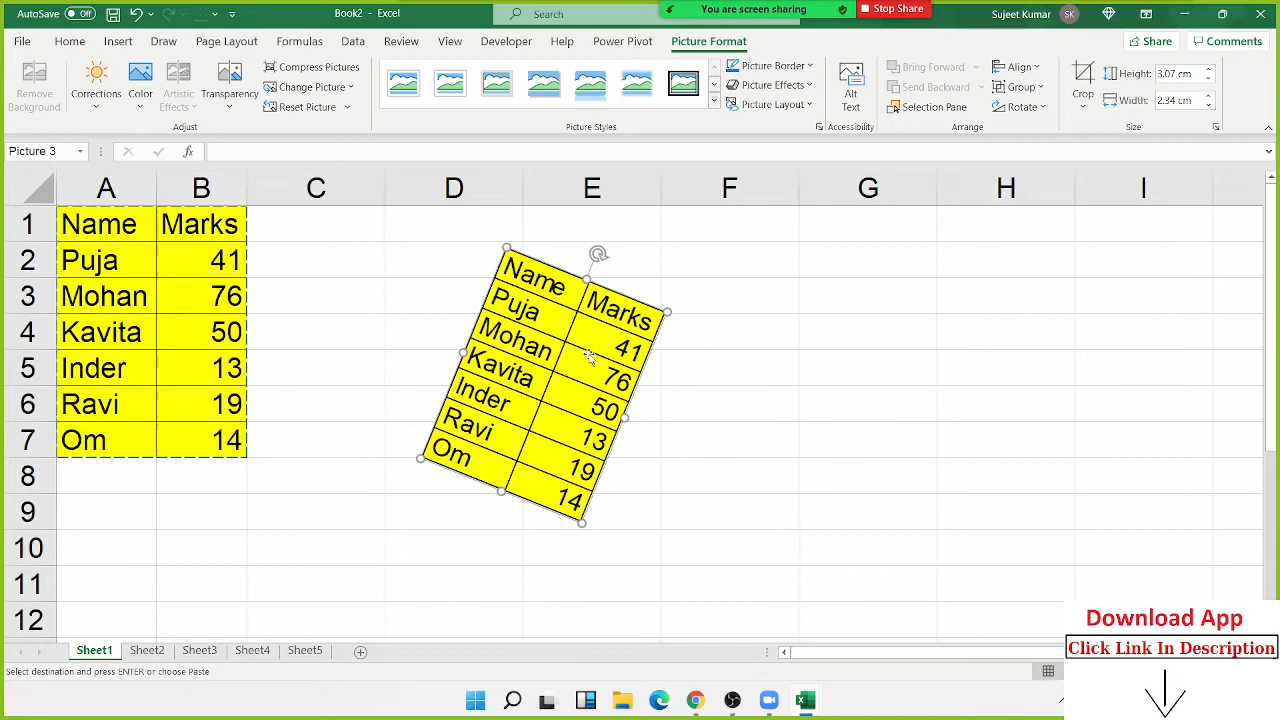 AutoSave Off Book2 - Excel Search You are screen sharing Stop Share Sujeet Kumar SK
File Home Insert Draw Page Layout Formulas Data Review View Developer Help Power Pivot Picture Format Share Comments
Remove Background Corrections Color Artistic Effects Transparency Compress Pictures Change Picture Reset Picture Picture Border Picture Effects Picture Layout Alt Text Bring Forward Send Backward Selection Pane Align Group Rotate Crop Height: 3.07 cm Width: 2.34 cm
Adjust Picture Styles Accessibility Arrange Size
Picture 3 fx
A B C D E F G H I
1 Name Marks
2 Puja 41
3 Mohan 76
4 Kavita 50
5 Inder 13
6 Ravi 19
7 Om 14
8
9
10
11
12
Name Marks
Puja 41
Mohan 76
Kavita 50
Inder 13
Ravi 19
Om 14
Sheet1 Sheet2 Sheet3 Sheet4 Sheet5
Select destination and press ENTER or choose Paste
Download App
Click Link In Description